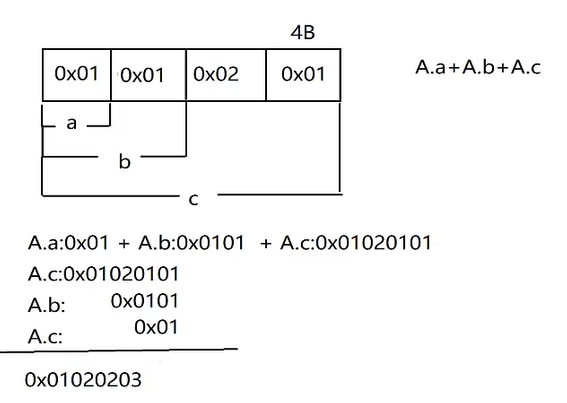 4B
0x01 0x01 0x02 0x01 A.a+A.b+A.c
a
b
c
A.a:0x01 + A.b:0x0101 + A.c:0x01020101
A.c:0x01020101
A.b: 0x0101
A.c: 0x01
0x01020203